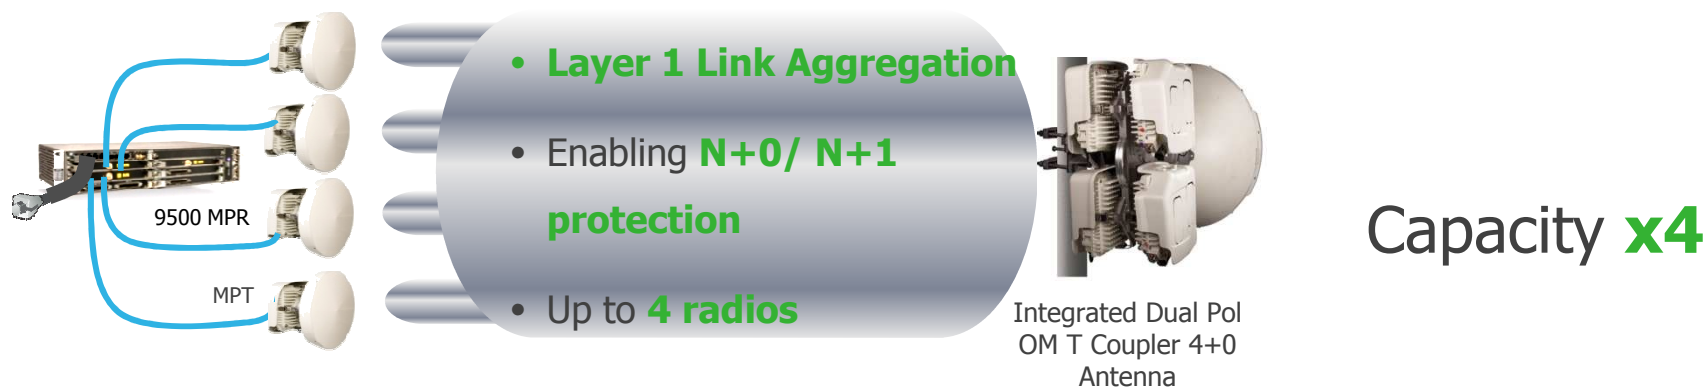 • Layer 1 Link Aggregation
• Enabling N+0/ N+1
protection
• Up to 4 radios
9500 MPR
MPT
Integrated Dual Pol
OM T Coupler 4+0
Antenna
Capacity x4